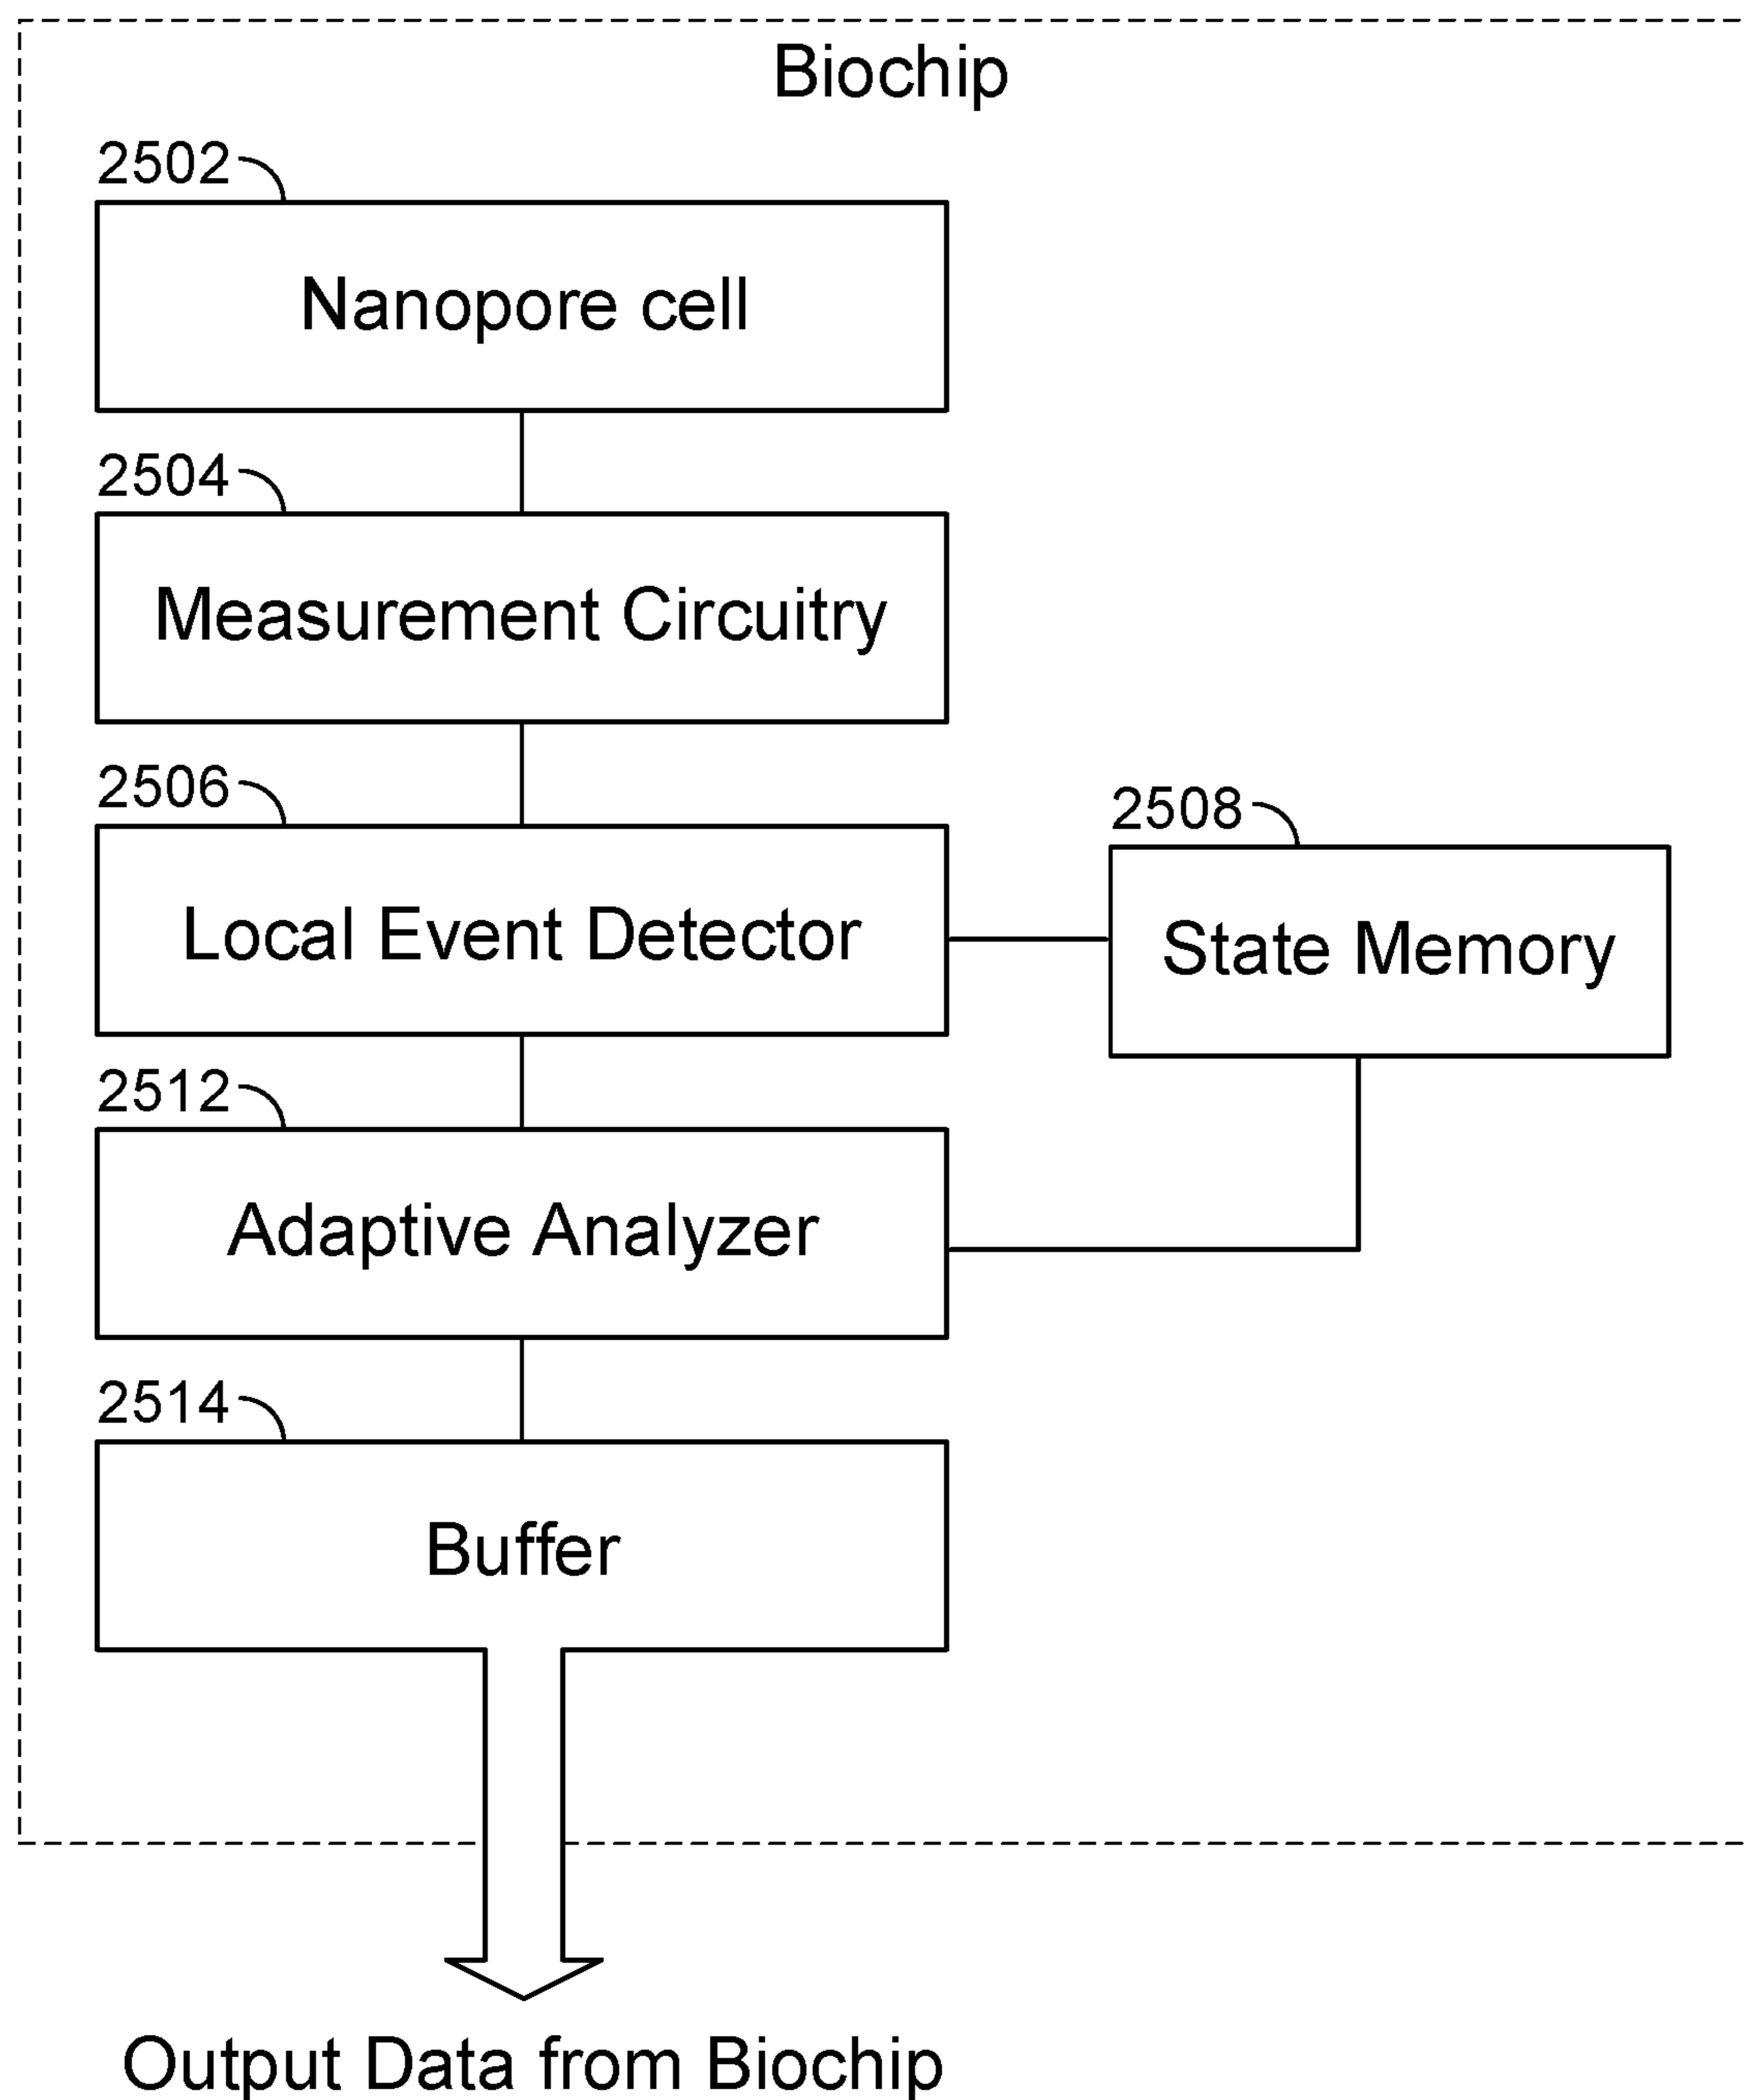 Biochip
2502
Nanopore cell
2504
Measurement Circuitry
2506
Local Event Detector
2508
State Memory
2512
Adaptive Analyzer
2514
Buffer
Output Data from Biochip